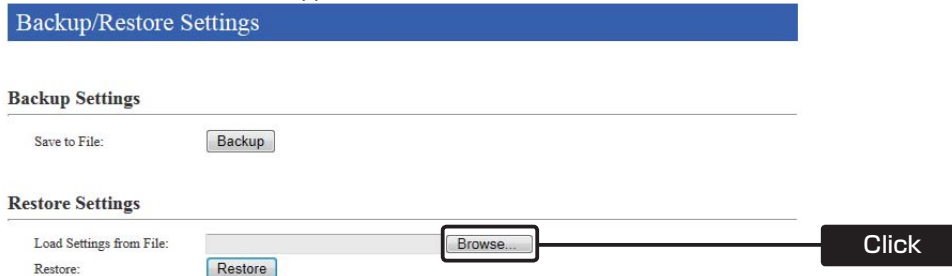 Backup/Restore Settings
Backup Settings
Save to File: Backup
Restore Settings
Load Settings from File: Browse... Click
Restore: Restore